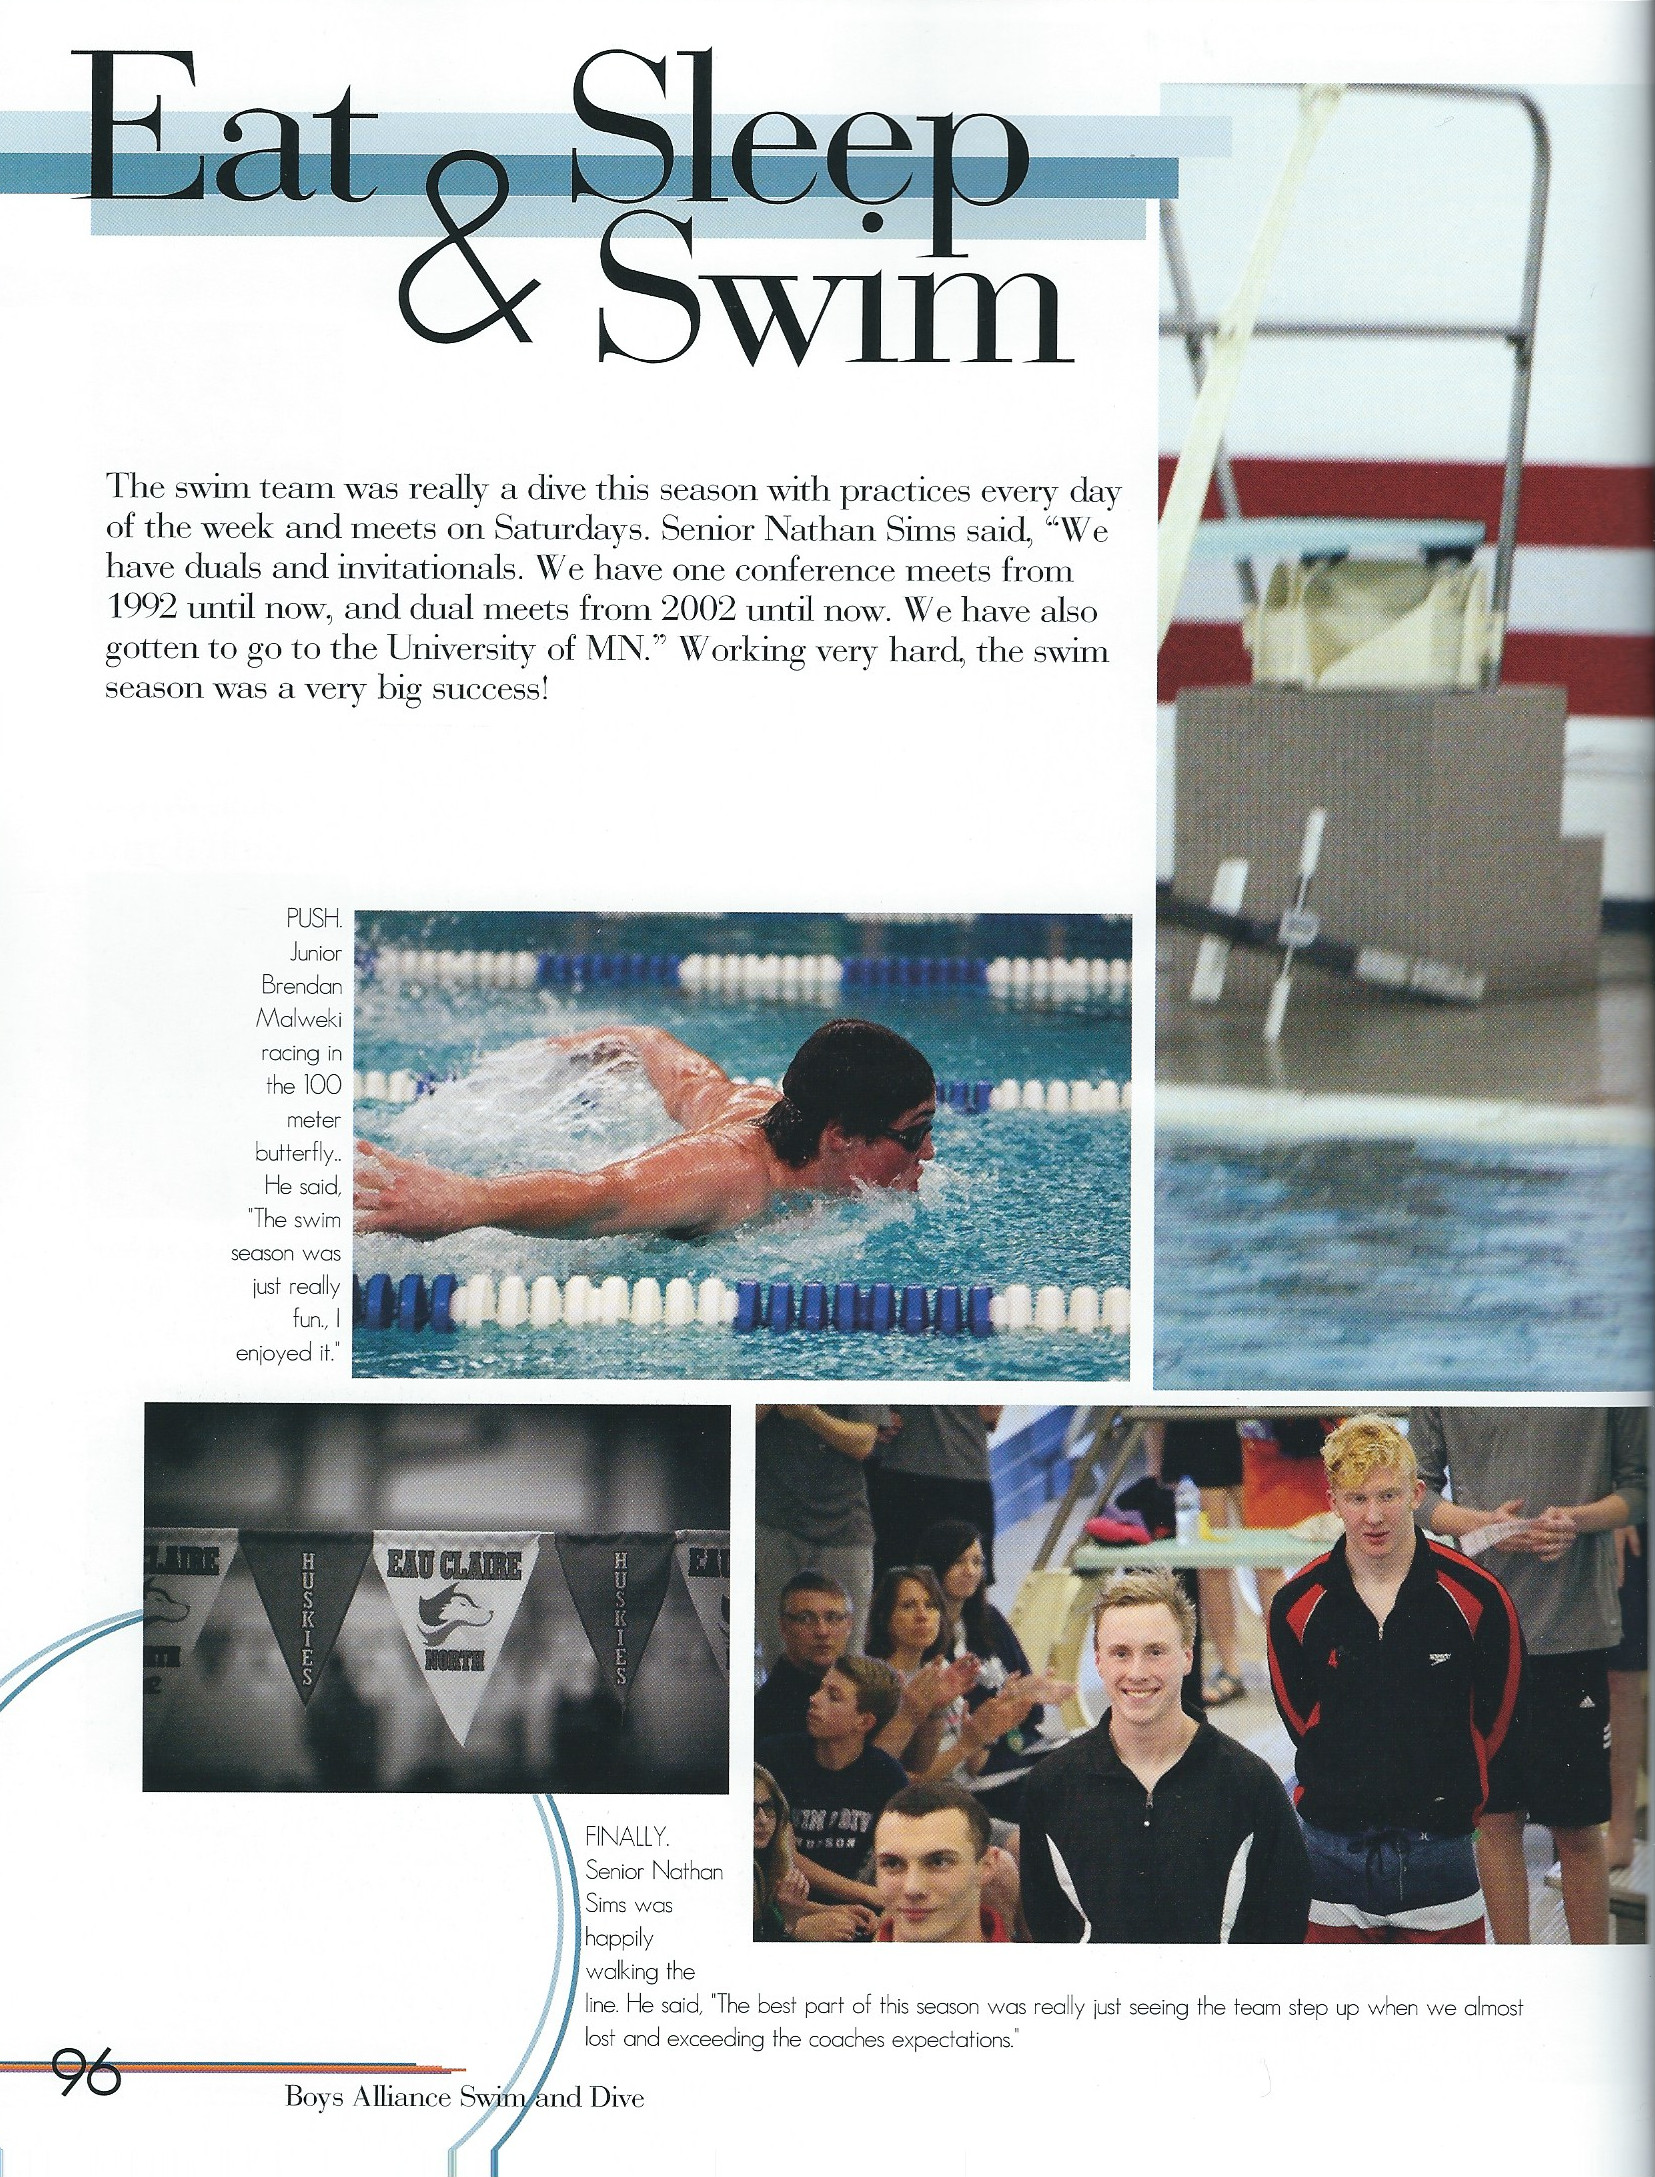 Eat Sleep
& Swim
The swim team was really a dive this season with practices every day
of the week and meets on Saturdays. Senior Nathan Sims said, “We
have duals and invitationals. We have one conference meets from
1992 until now, and dual meets from 2002 until now. We have also
gotten to go to the University of MN.” Working very hard, the swim
season was a very big success!
PUSH.
Junior
Brendan
Malweki
racing in
the 100
meter
butterfly..
He said,
"The swim
season was
just really
fun., I
enjoyed it."
LAIRE
HUSKIES
EAU CLAIRE
NORTH
HUSKIES
EAU
speedo
4
FINALLY.
Senior Nathan
Sims was
happily
walking the
line. He said, "The best part of this season was really just seeing the team step up when we almost
lost and exceeding the coaches expectations."
96
Boys Alliance Swim and Dive